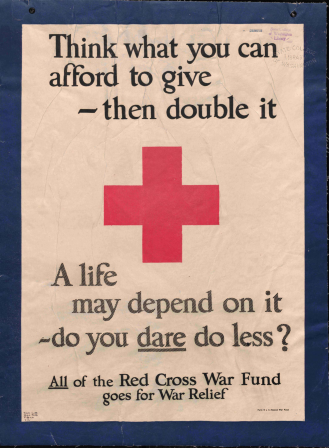 Think what you can
afford to give
– then double it
A life
may depend on it
- do you dare do less?
All of the Red Cross War Fund
goes for War Relief